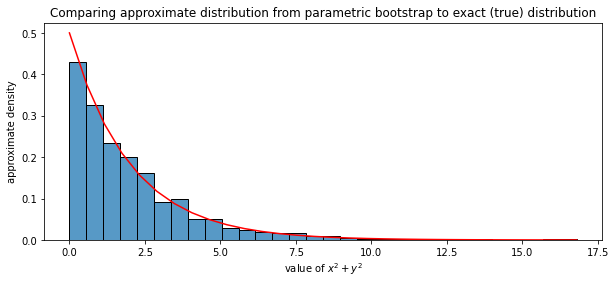 Comparing approximate distribution from parametric bootstrap to exact (true) distribution
approximate density
0.5
0.4
0.3
0.2
0.1
0.0
0.0 2.5 5.0 7.5 10.0 12.5 15.0 17.5
value of x² + y²